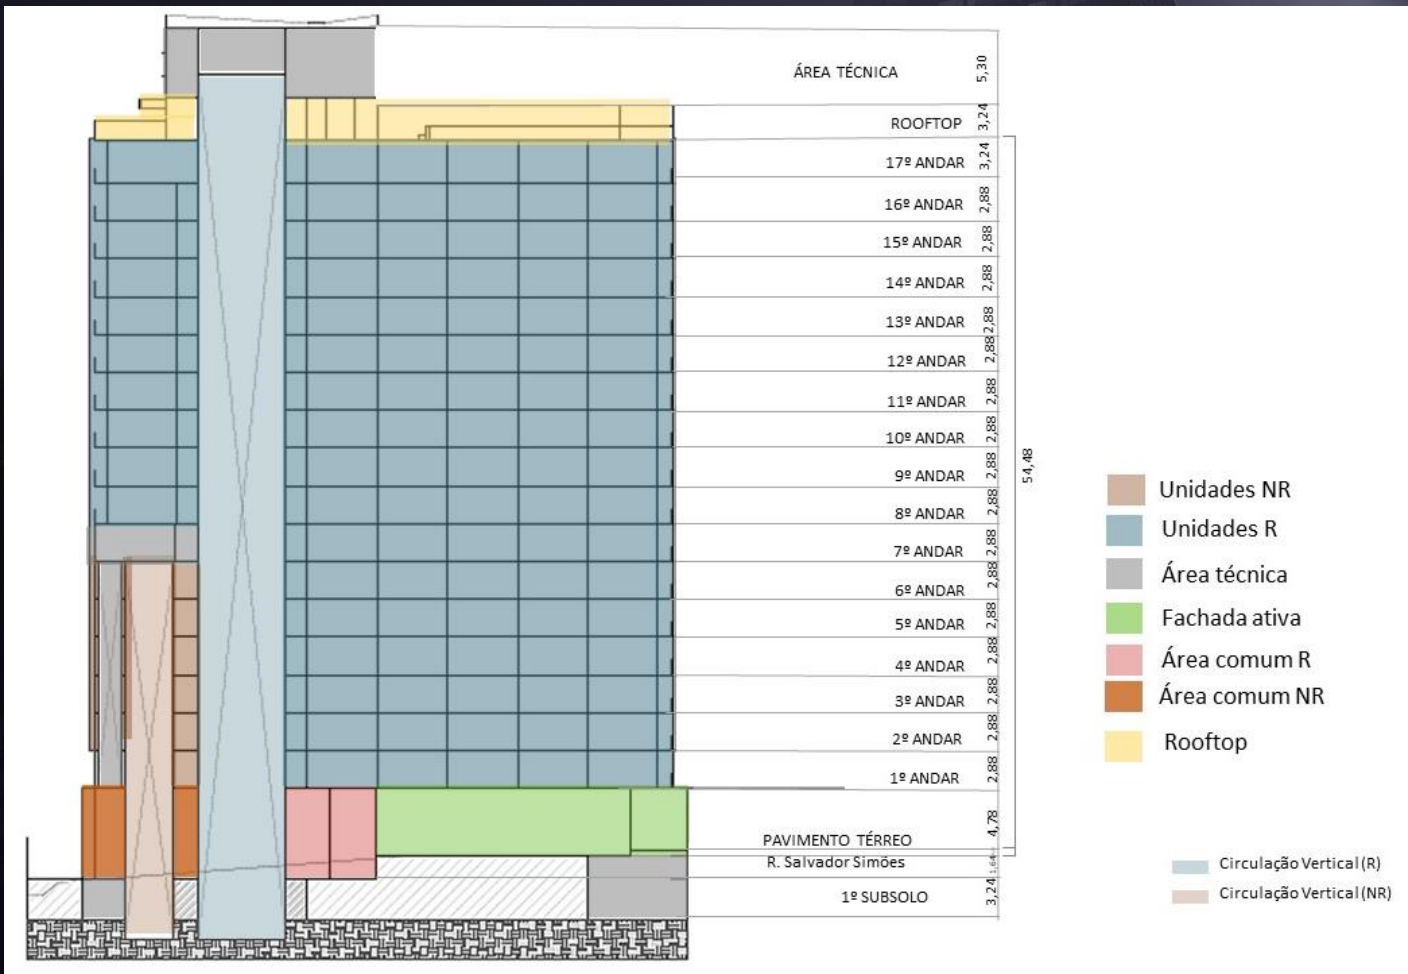 ÁREA TÉCNICA 5,30
ROOFTOP 3,24
17º ANDAR 3,24
16º ANDAR 2,88
15º ANDAR 2,88
14º ANDAR 2,88
13º ANDAR 2,88
12º ANDAR 2,88
11º ANDAR 2,88
10º ANDAR 2,88
9º ANDAR 2,88
8º ANDAR 2,88
7º ANDAR 2,88
6º ANDAR 2,88
5º ANDAR 2,88
4º ANDAR 2,88
3º ANDAR 2,88
2º ANDAR 2,88
1º ANDAR 2,88
PAVIMENTO TÉRREO 4,78
R. Salvador Simões 1,64
1º SUBSOLO 3,24
54,48
Unidades NR
Unidades R
Área técnica
Fachada ativa
Área comum R
Área comum NR
Rooftop
Circulação Vertical (R)
Circulação Vertical (NR)